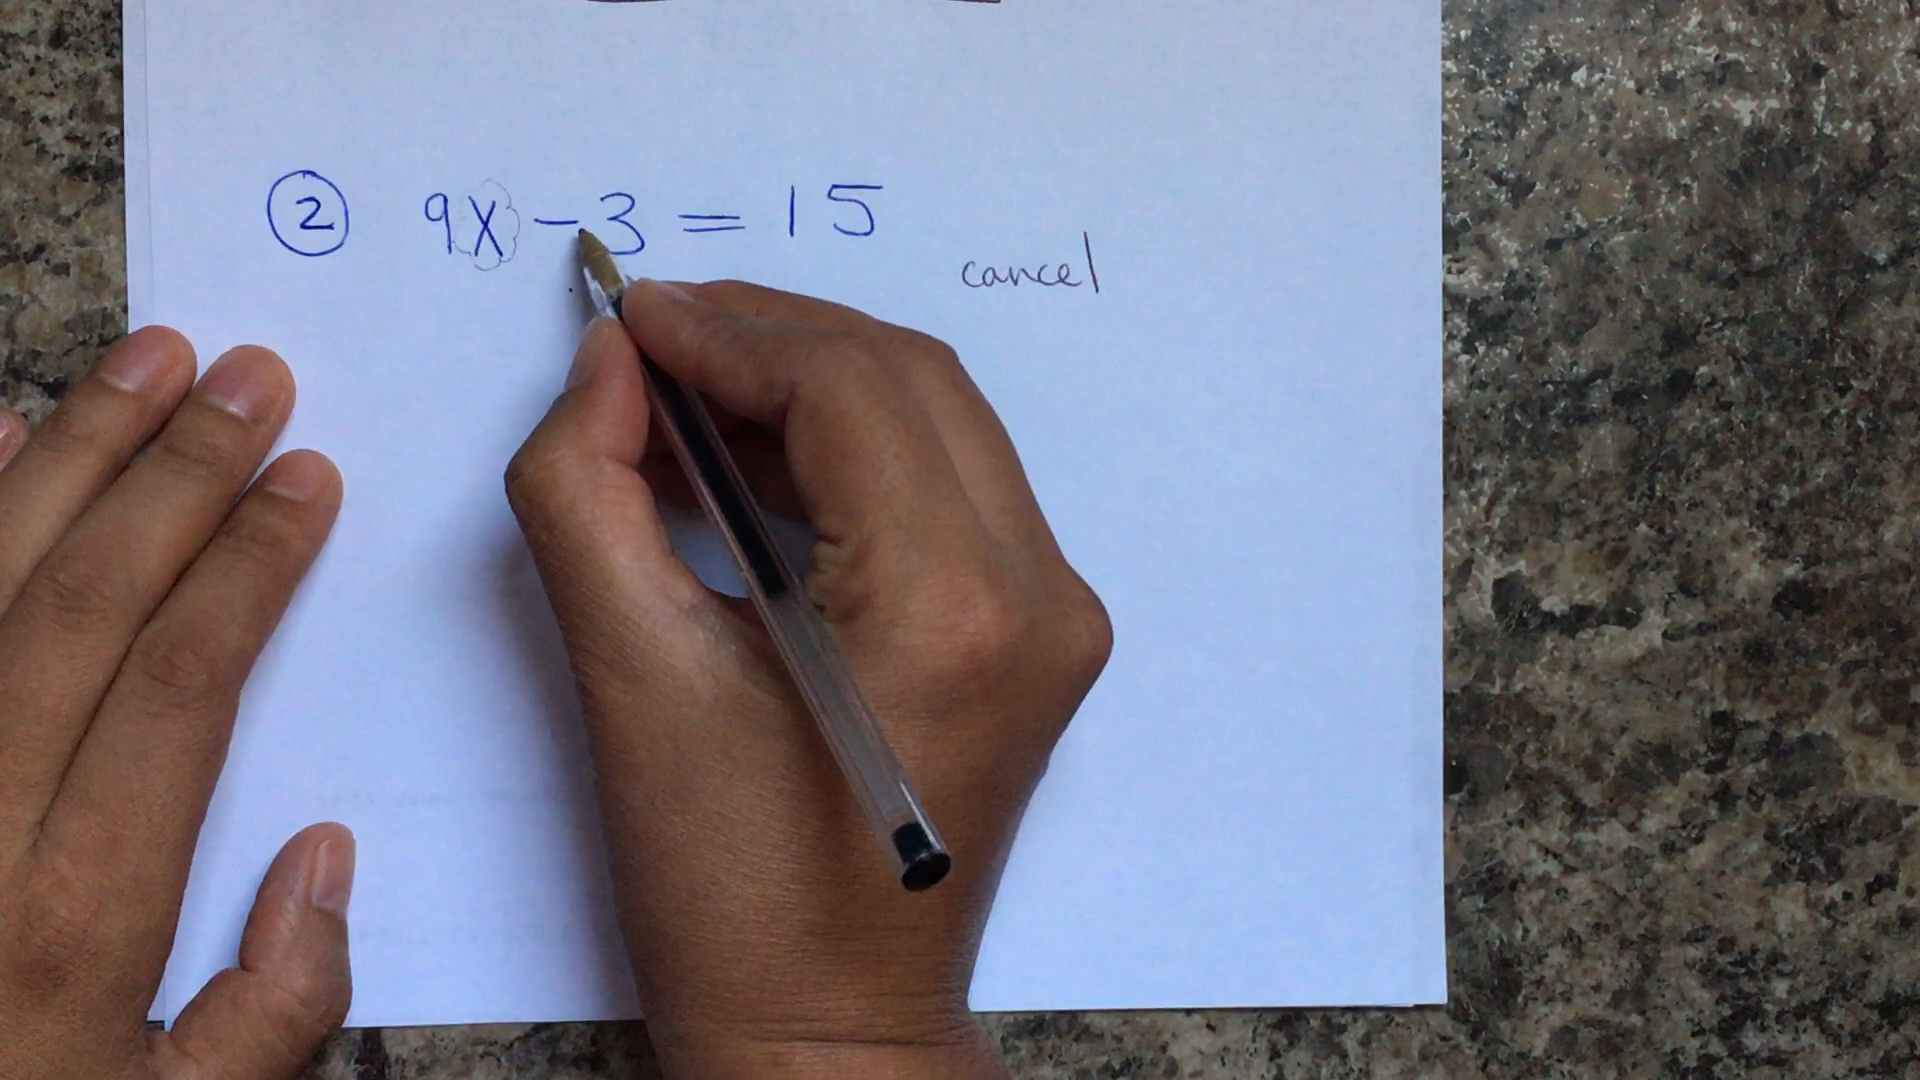 ② 9x - 3 = 15
cancel